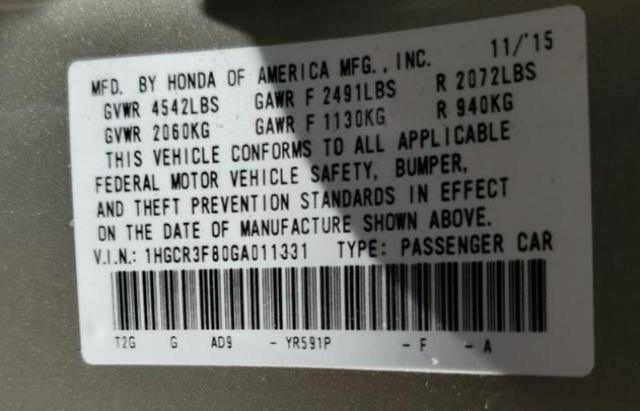 MFD. BY HONDA OF AMERICA MFG., INC. 11/'15
GVWR 4542LBS GAWR F 2491LBS R 2072LBS
GVWR 2060KG GAWR F 1130KG R 940KG
THIS VEHICLE CONFORMS TO ALL APPLICABLE
FEDERAL MOTOR VEHICLE SAFETY, BUMPER,
AND THEFT PREVENTION STANDARDS IN EFFECT
ON THE DATE OF MANUFACTURE SHOWN ABOVE.
V.I.N.: 1HGCR3F80GA011331 TYPE: PASSENGER CAR
T2G G AD9 - YR591P - F - A